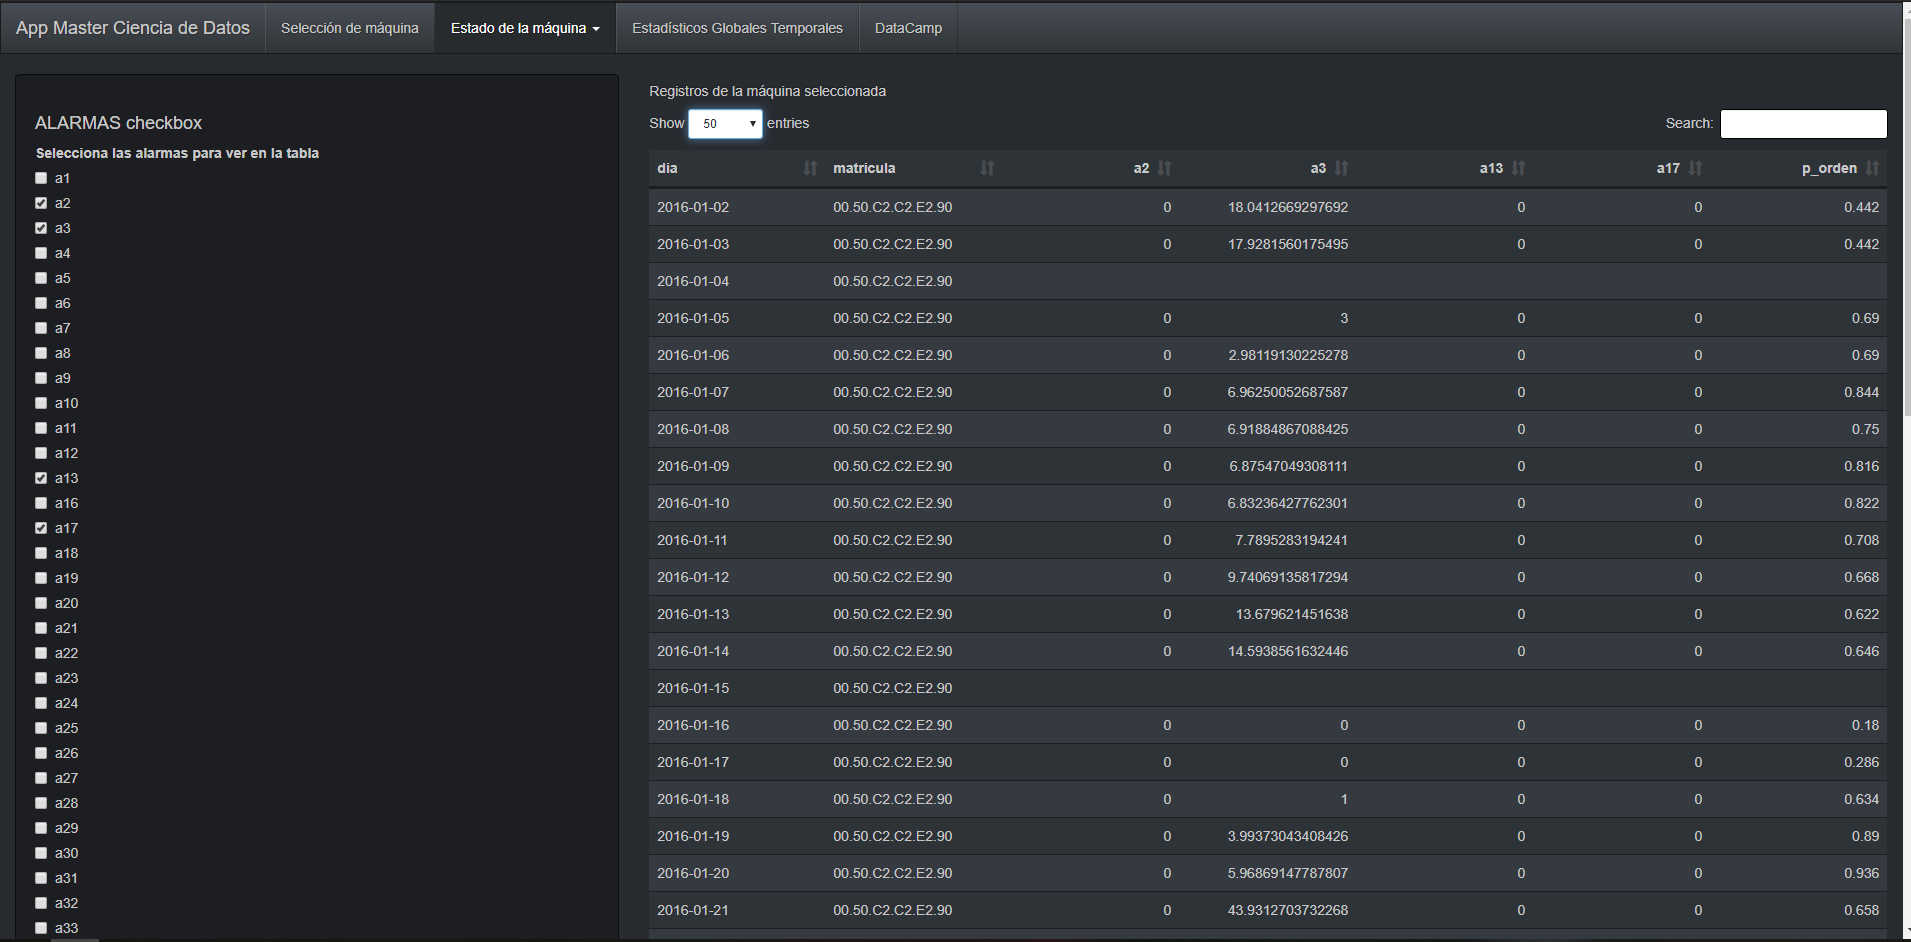 App Master Ciencia de Datos Selección de máquina Estado de la máquina Estadísticos Globales Temporales DataCamp
ALARMAS checkbox
Selecciona las alarmas para ver en la tabla
a1
a2
a3
a4
a5
a6
a7
a8
a9
a10
a11
a12
a13
a16
a17
a18
a19
a20
a21
a22
a23
a24
a25
a26
a27
a28
a29
a30
a31
a32
a33
Registros de la máquina seleccionada
Show 50 entries Search:
dia matricula a2 a3 a13 a17 p_orden
2016-01-02 00.50.C2.C2.E2.90 0 18.0412669297692 0 0 0.442
2016-01-03 00.50.C2.C2.E2.90 0 17.9281560175495 0 0 0.442
2016-01-04 00.50.C2.C2.E2.90
2016-01-05 00.50.C2.C2.E2.90 0 3 0 0 0.69
2016-01-06 00.50.C2.C2.E2.90 0 2.98119130225278 0 0 0.69
2016-01-07 00.50.C2.C2.E2.90 0 6.96250052687587 0 0 0.844
2016-01-08 00.50.C2.C2.E2.90 0 6.91884867088425 0 0 0.75
2016-01-09 00.50.C2.C2.E2.90 0 6.87547049308111 0 0 0.816
2016-01-10 00.50.C2.C2.E2.90 0 6.83236427762301 0 0 0.822
2016-01-11 00.50.C2.C2.E2.90 0 7.7895283194241 0 0 0.708
2016-01-12 00.50.C2.C2.E2.90 0 9.74069135817294 0 0 0.668
2016-01-13 00.50.C2.C2.E2.90 0 13.679621451638 0 0 0.622
2016-01-14 00.50.C2.C2.E2.90 0 14.5938561632446 0 0 0.646
2016-01-15 00.50.C2.C2.E2.90
2016-01-16 00.50.C2.C2.E2.90 0 0 0 0 0.18
2016-01-17 00.50.C2.C2.E2.90 0 0 0 0 0.286
2016-01-18 00.50.C2.C2.E2.90 0 1 0 0 0.634
2016-01-19 00.50.C2.C2.E2.90 0 3.99373043408426 0 0 0.89
2016-01-20 00.50.C2.C2.E2.90 0 5.96869147787807 0 0 0.936
2016-01-21 00.50.C2.C2.E2.90 0 43.9312703732268 0 0 0.658